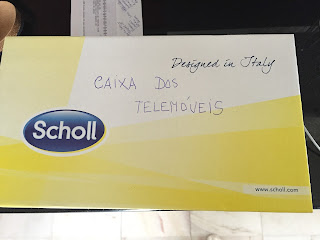 Designed in Italy
CAIXA DOS
TELEMÓVEIS
Scholl
www.scholl.com